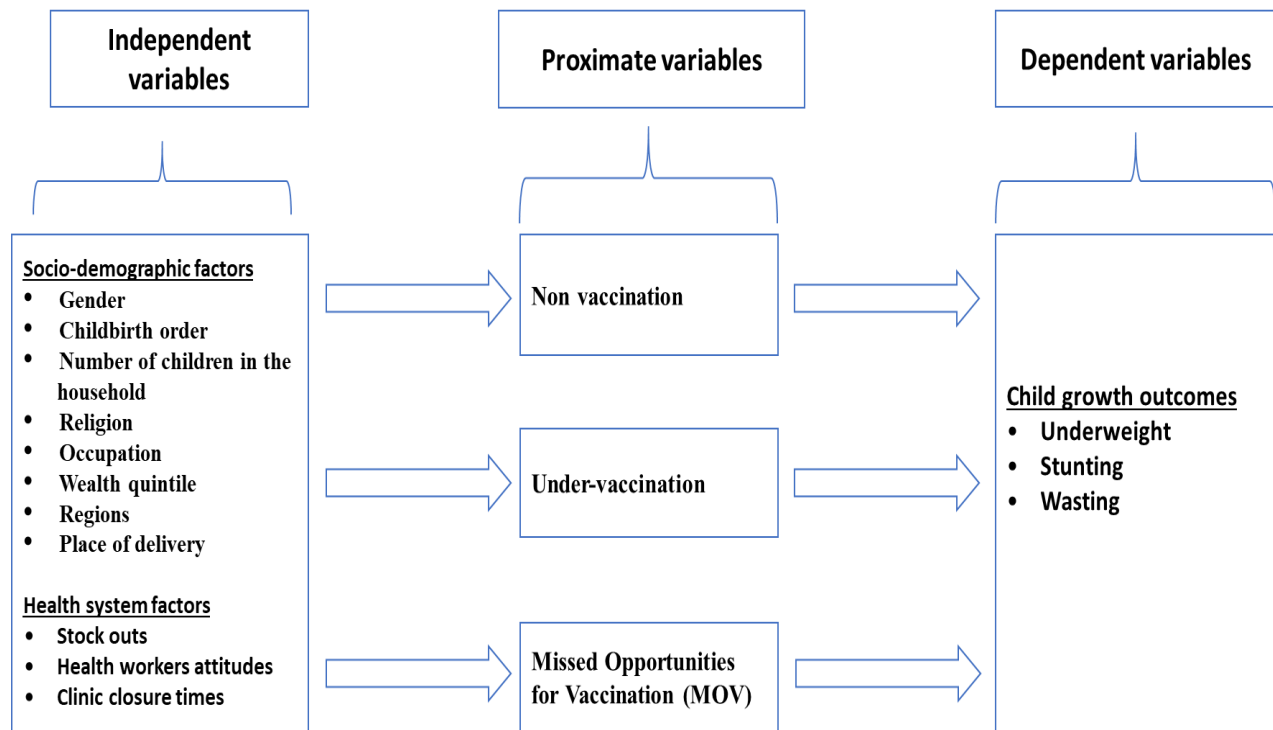 Independent
variables
Proximate variables
Dependent variables
Socio-demographic factors
• Gender
• Childbirth order
• Number of children in the
household
• Religion
• Occupation
• Wealth quintile
• Regions
• Place of delivery
Health system factors
• Stock outs
• Health workers attitudes
• Clinic closure times
Non vaccination
Under-vaccination
Missed Opportunities
for Vaccination (MOV)
Child growth outcomes
• Underweight
• Stunting
• Wasting